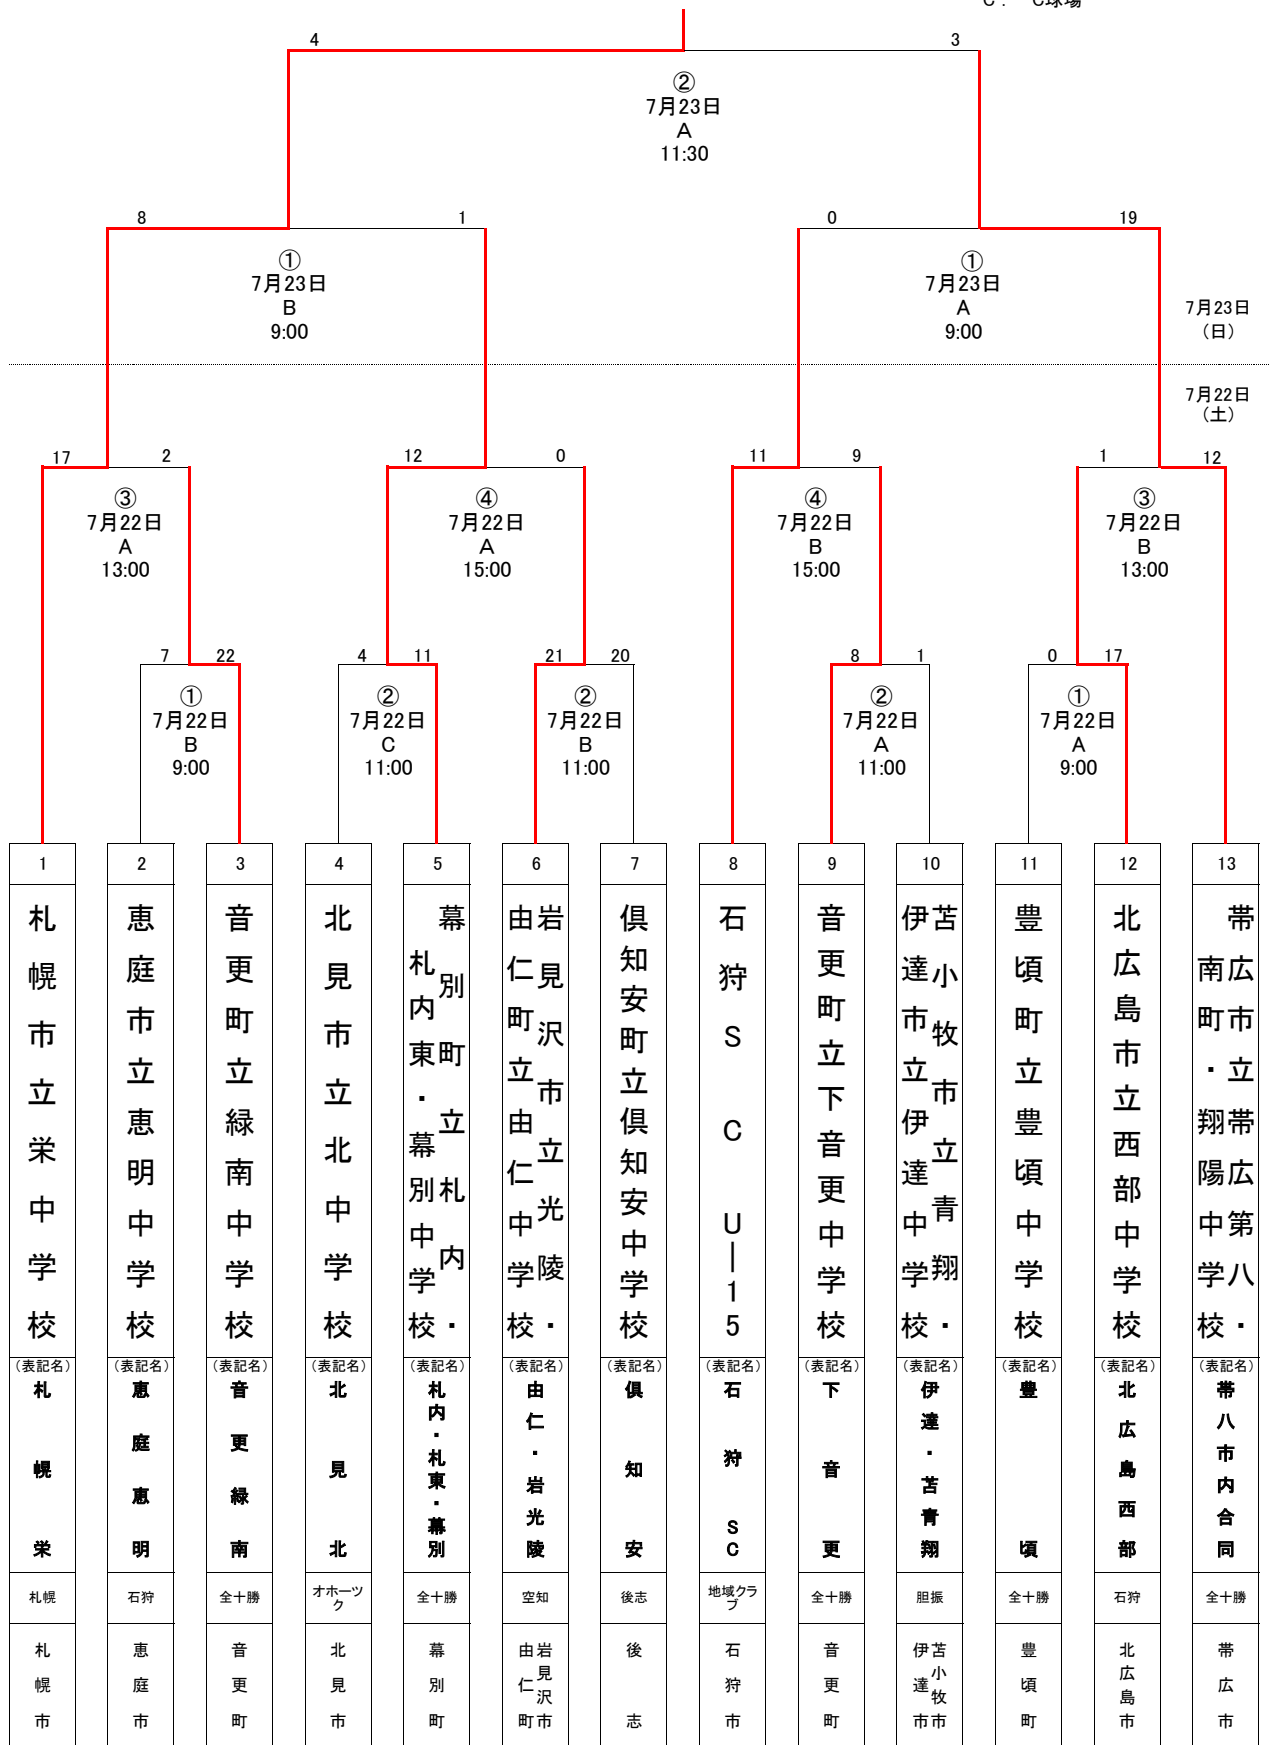 C： C球場
4
3
②
7月23日
A
11:30
8
1
0
19
①
7月23日
B
9:00
①
7月23日
A
9:00
7月23日
（日）
7月22日
（土）
17
2
12
0
11
9
1
12
③
7月22日
A
13:00
④
7月22日
A
15:00
④
7月22日
B
15:00
③
7月22日
B
13:00
7
22
4
11
21
20
8
1
0
17
①
7月22日
B
9:00
②
7月22日
C
11:00
②
7月22日
B
11:00
②
7月22日
A
11:00
①
7月22日
A
9:00
1
札幌市立栄中学校
（表記名）
札幌栄
札幌
札幌市
2
恵庭市立恵明中学校
（表記名）
恵庭恵明
石狩
恵庭市
3
音更町立緑南中学校
（表記名）
音更緑南
全十勝
音更町
4
北見市立北中学校
（表記名）
北見北
オホーツ
ク
北見市
5
幕別町立札内・
札内東・幕別中学校
（表記名）
札内・札東・幕別
全十勝
幕別町
6
岩見沢市立光陵・
由仁町立由仁中学校
（表記名）
由仁・岩光陵
空知
岩見沢市
由仁町
7
倶知安町立倶知安中学校
（表記名）
倶知安
後志
後志
8
石狩SC U―15
（表記名）
石狩SC
地域クラ
ブ
石狩市
9
音更町立下音更中学校
（表記名）
下音更
全十勝
音更町
10
苫小牧市立青翔・
伊達市立伊達中学校
（表記名）
伊達・苫青翔
胆振
苫小牧市
伊達市
11
豊頃町立豊頃中学校
（表記名）
豊頃
全十勝
豊頃町
12
北広島市立西部中学校
（表記名）
北広島西部
石狩
北広島市
13
帯広市立帯広第八・
南町・翔陽中学校
（表記名）
帯八市内合同
全十勝
帯広市